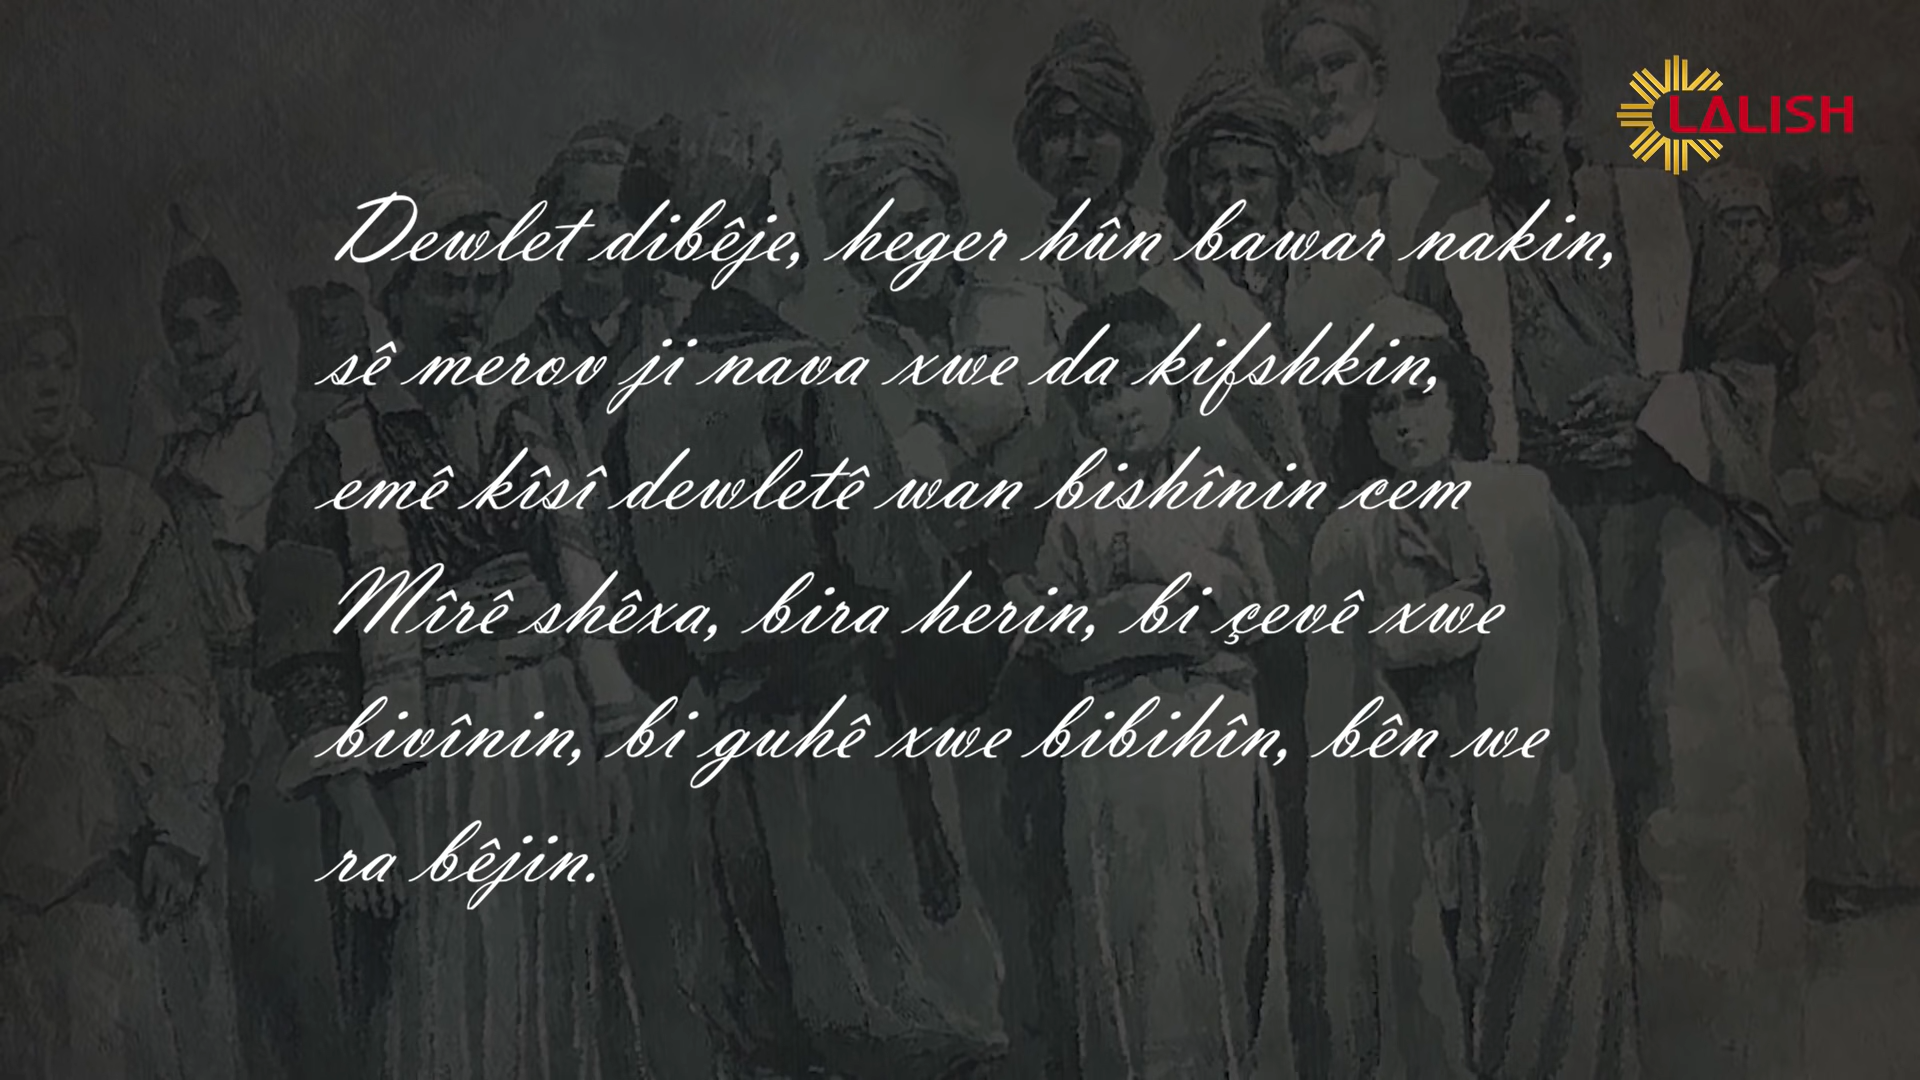 LALISH
Dewlet dibêje, heger hûn bawar nakin,
sê merov ji nava xwe da kifshkin,
emê kîsî dewletê wan bishînin cem
Mîrê shêxa, bira herin, bi çevê xwe
bivînin, bi guhê xwe bibihîn, bên we
ra bêjin.